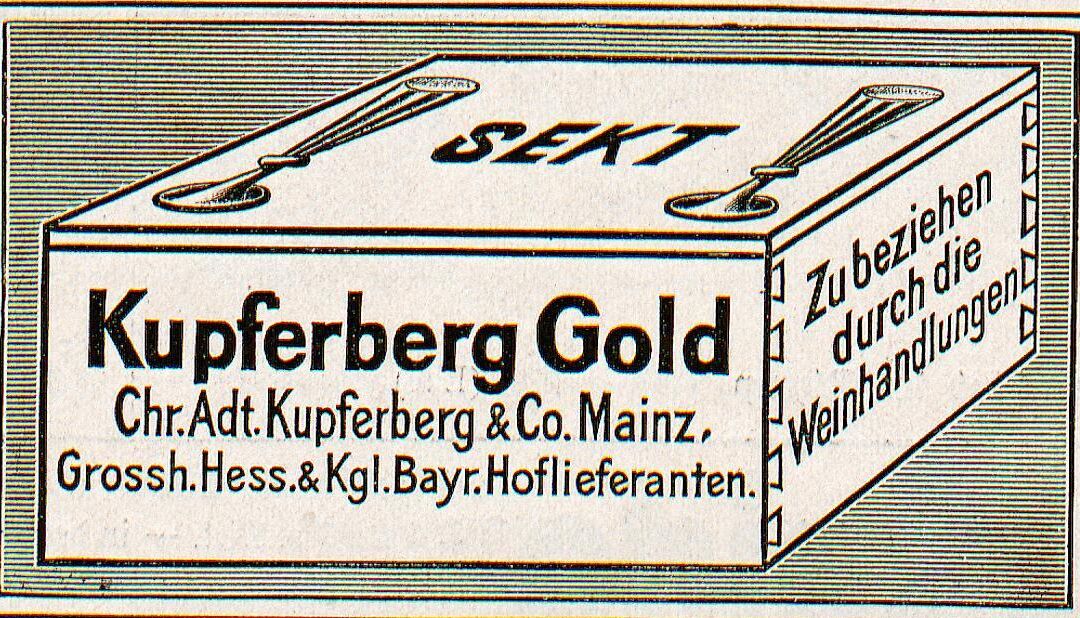 SEKT
Kupferberg Gold
Chr.Adt.Kupferberg & Co. Mainz,
Grossh.Hess.&Kgl.Bayr.Hoflieferanten.
Zu beziehen
durch die
Weinhandlungen